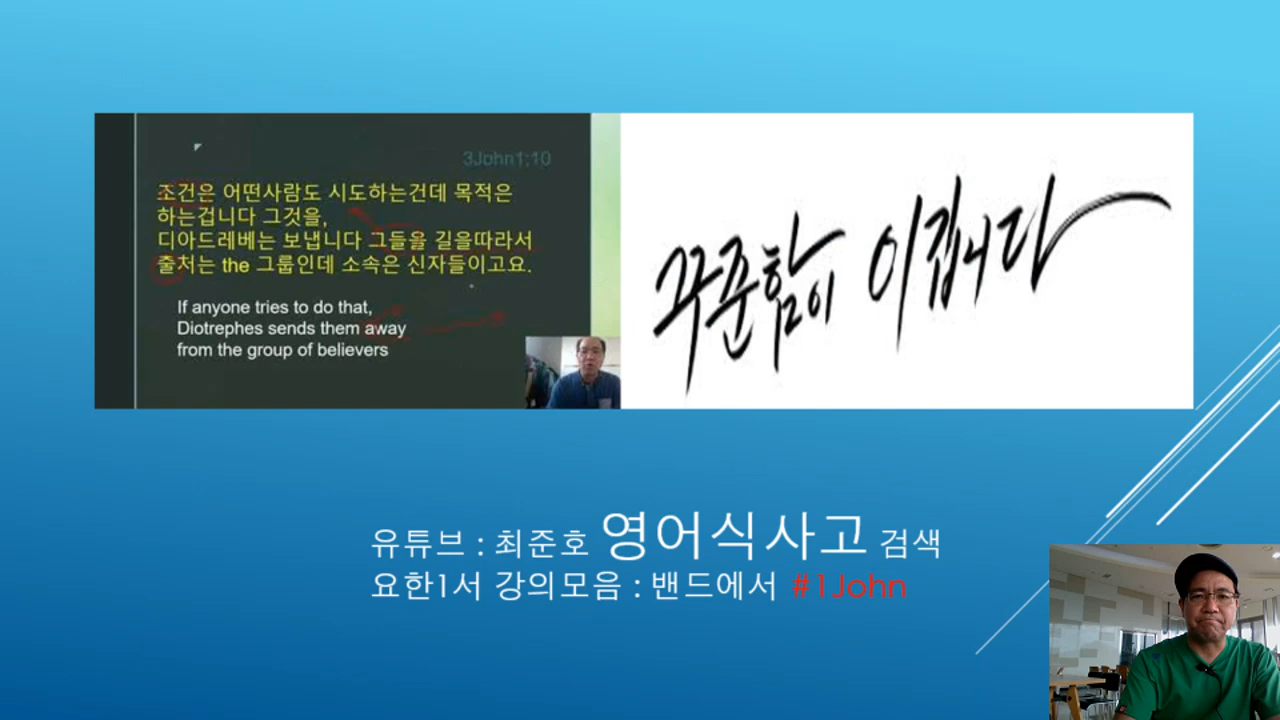 3John1:10
조건은 어떤사람도 시도하는건데 목적은
하는겁니다 그것을,
디아드레베는 보냅니다 그들을 길을따라서
출처는 the 그룹인데 소속은 신자들이고요.
If anyone tries to do that,
Diotrephes sends them away
from the group of believers
꾸준함이 이깁니다
유튜브 : 최준호 영어식사고 검색
요한1서 강의모음 : 밴드에서 #1John